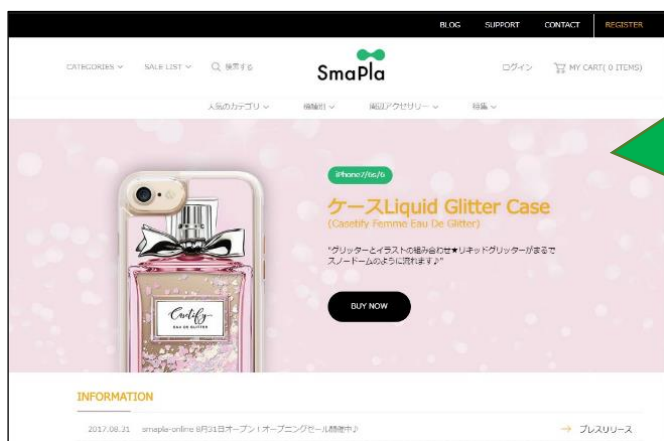 BLOG SUPPORT CONTACT REGISTER
CATEGORIES SALE LIST 検索する SmaPla ログイン MY CART( 0 ITEMS)
人気のカテゴリ 機種別 周辺アクセサリー 特集
iPhone7/6s/6
ケースLiquid Glitter Case
(Casetify Femme Eau De Glitter)
"グリッターとイラストの組み合わせ★リキッドグリッターがまるで
スノードームのように流れます♪"
BUY NOW
Casetify
EAU DE GLITTER
INFORMATION
2017.08.31 smapla-online 8月31日オープン！オープニングセール開催中♪ → プレスリリース